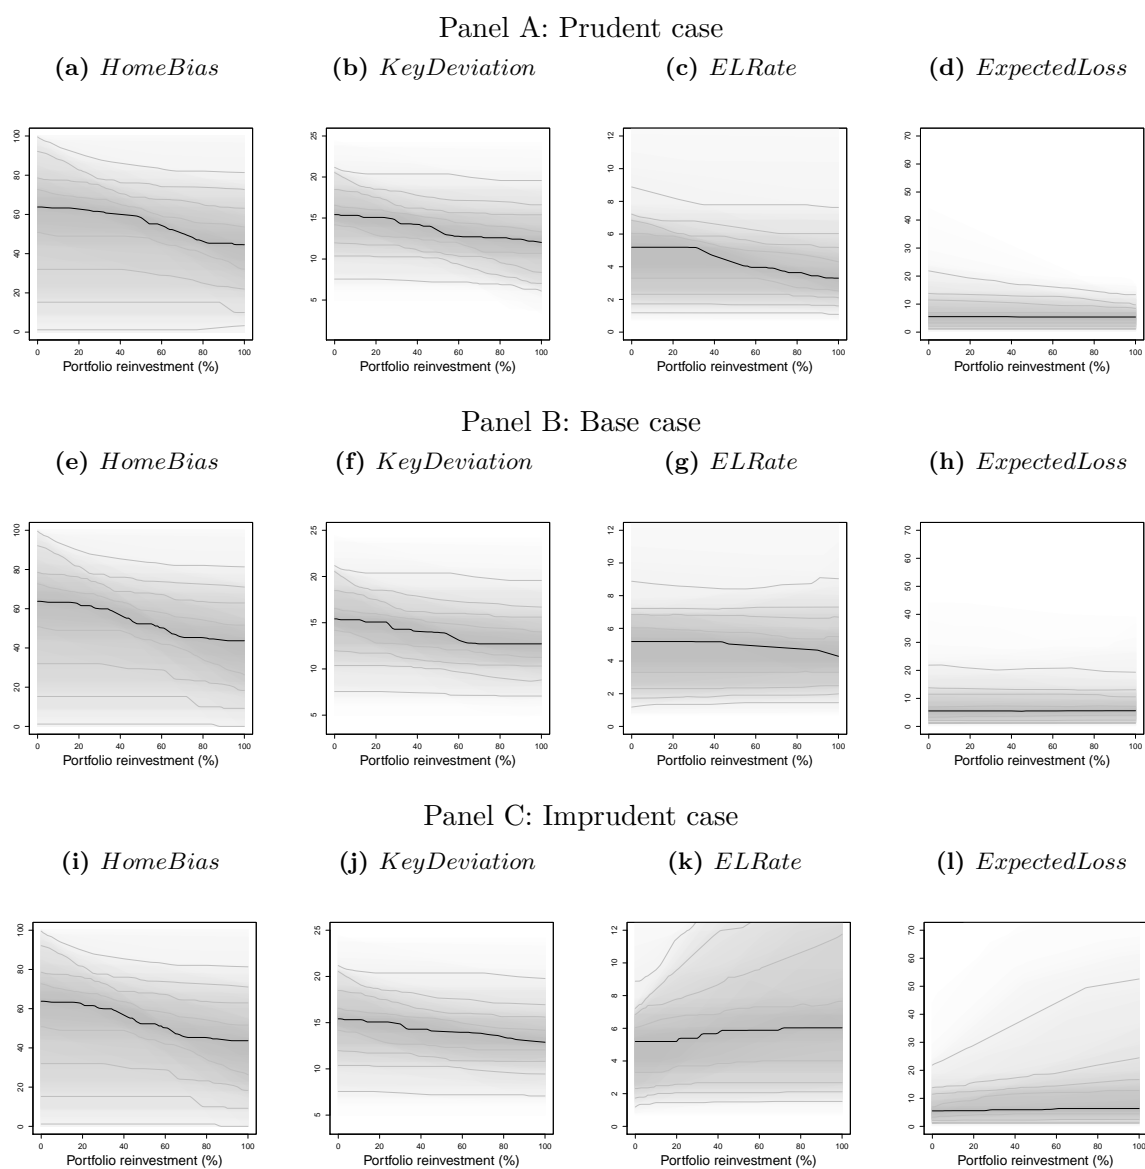 Panel A: Prudent case
(a) HomeBias (b) KeyDeviation (c) ELRate (d) ExpectedLoss
0 20 40 60 80 100
0 20 40 60 80 100
Portfolio reinvestment (%)
5 10 15 20 25
0 20 40 60 80 100
Portfolio reinvestment (%)
0 2 4 6 8 10 12
0 20 40 60 80 100
Portfolio reinvestment (%)
0 10 20 30 40 50 60 70
0 20 40 60 80 100
Portfolio reinvestment (%)
Panel B: Base case
(e) HomeBias (f) KeyDeviation (g) ELRate (h) ExpectedLoss
0 20 40 60 80 100
0 20 40 60 80 100
Portfolio reinvestment (%)
5 10 15 20 25
0 20 40 60 80 100
Portfolio reinvestment (%)
0 2 4 6 8 10 12
0 20 40 60 80 100
Portfolio reinvestment (%)
0 10 20 30 40 50 60 70
0 20 40 60 80 100
Portfolio reinvestment (%)
Panel C: Imprudent case
(i) HomeBias (j) KeyDeviation (k) ELRate (l) ExpectedLoss
0 20 40 60 80 100
0 20 40 60 80 100
Portfolio reinvestment (%)
5 10 15 20 25
0 20 40 60 80 100
Portfolio reinvestment (%)
0 2 4 6 8 10 12
0 20 40 60 80 100
Portfolio reinvestment (%)
0 10 20 30 40 50 60 70
0 20 40 60 80 100
Portfolio reinvestment (%)